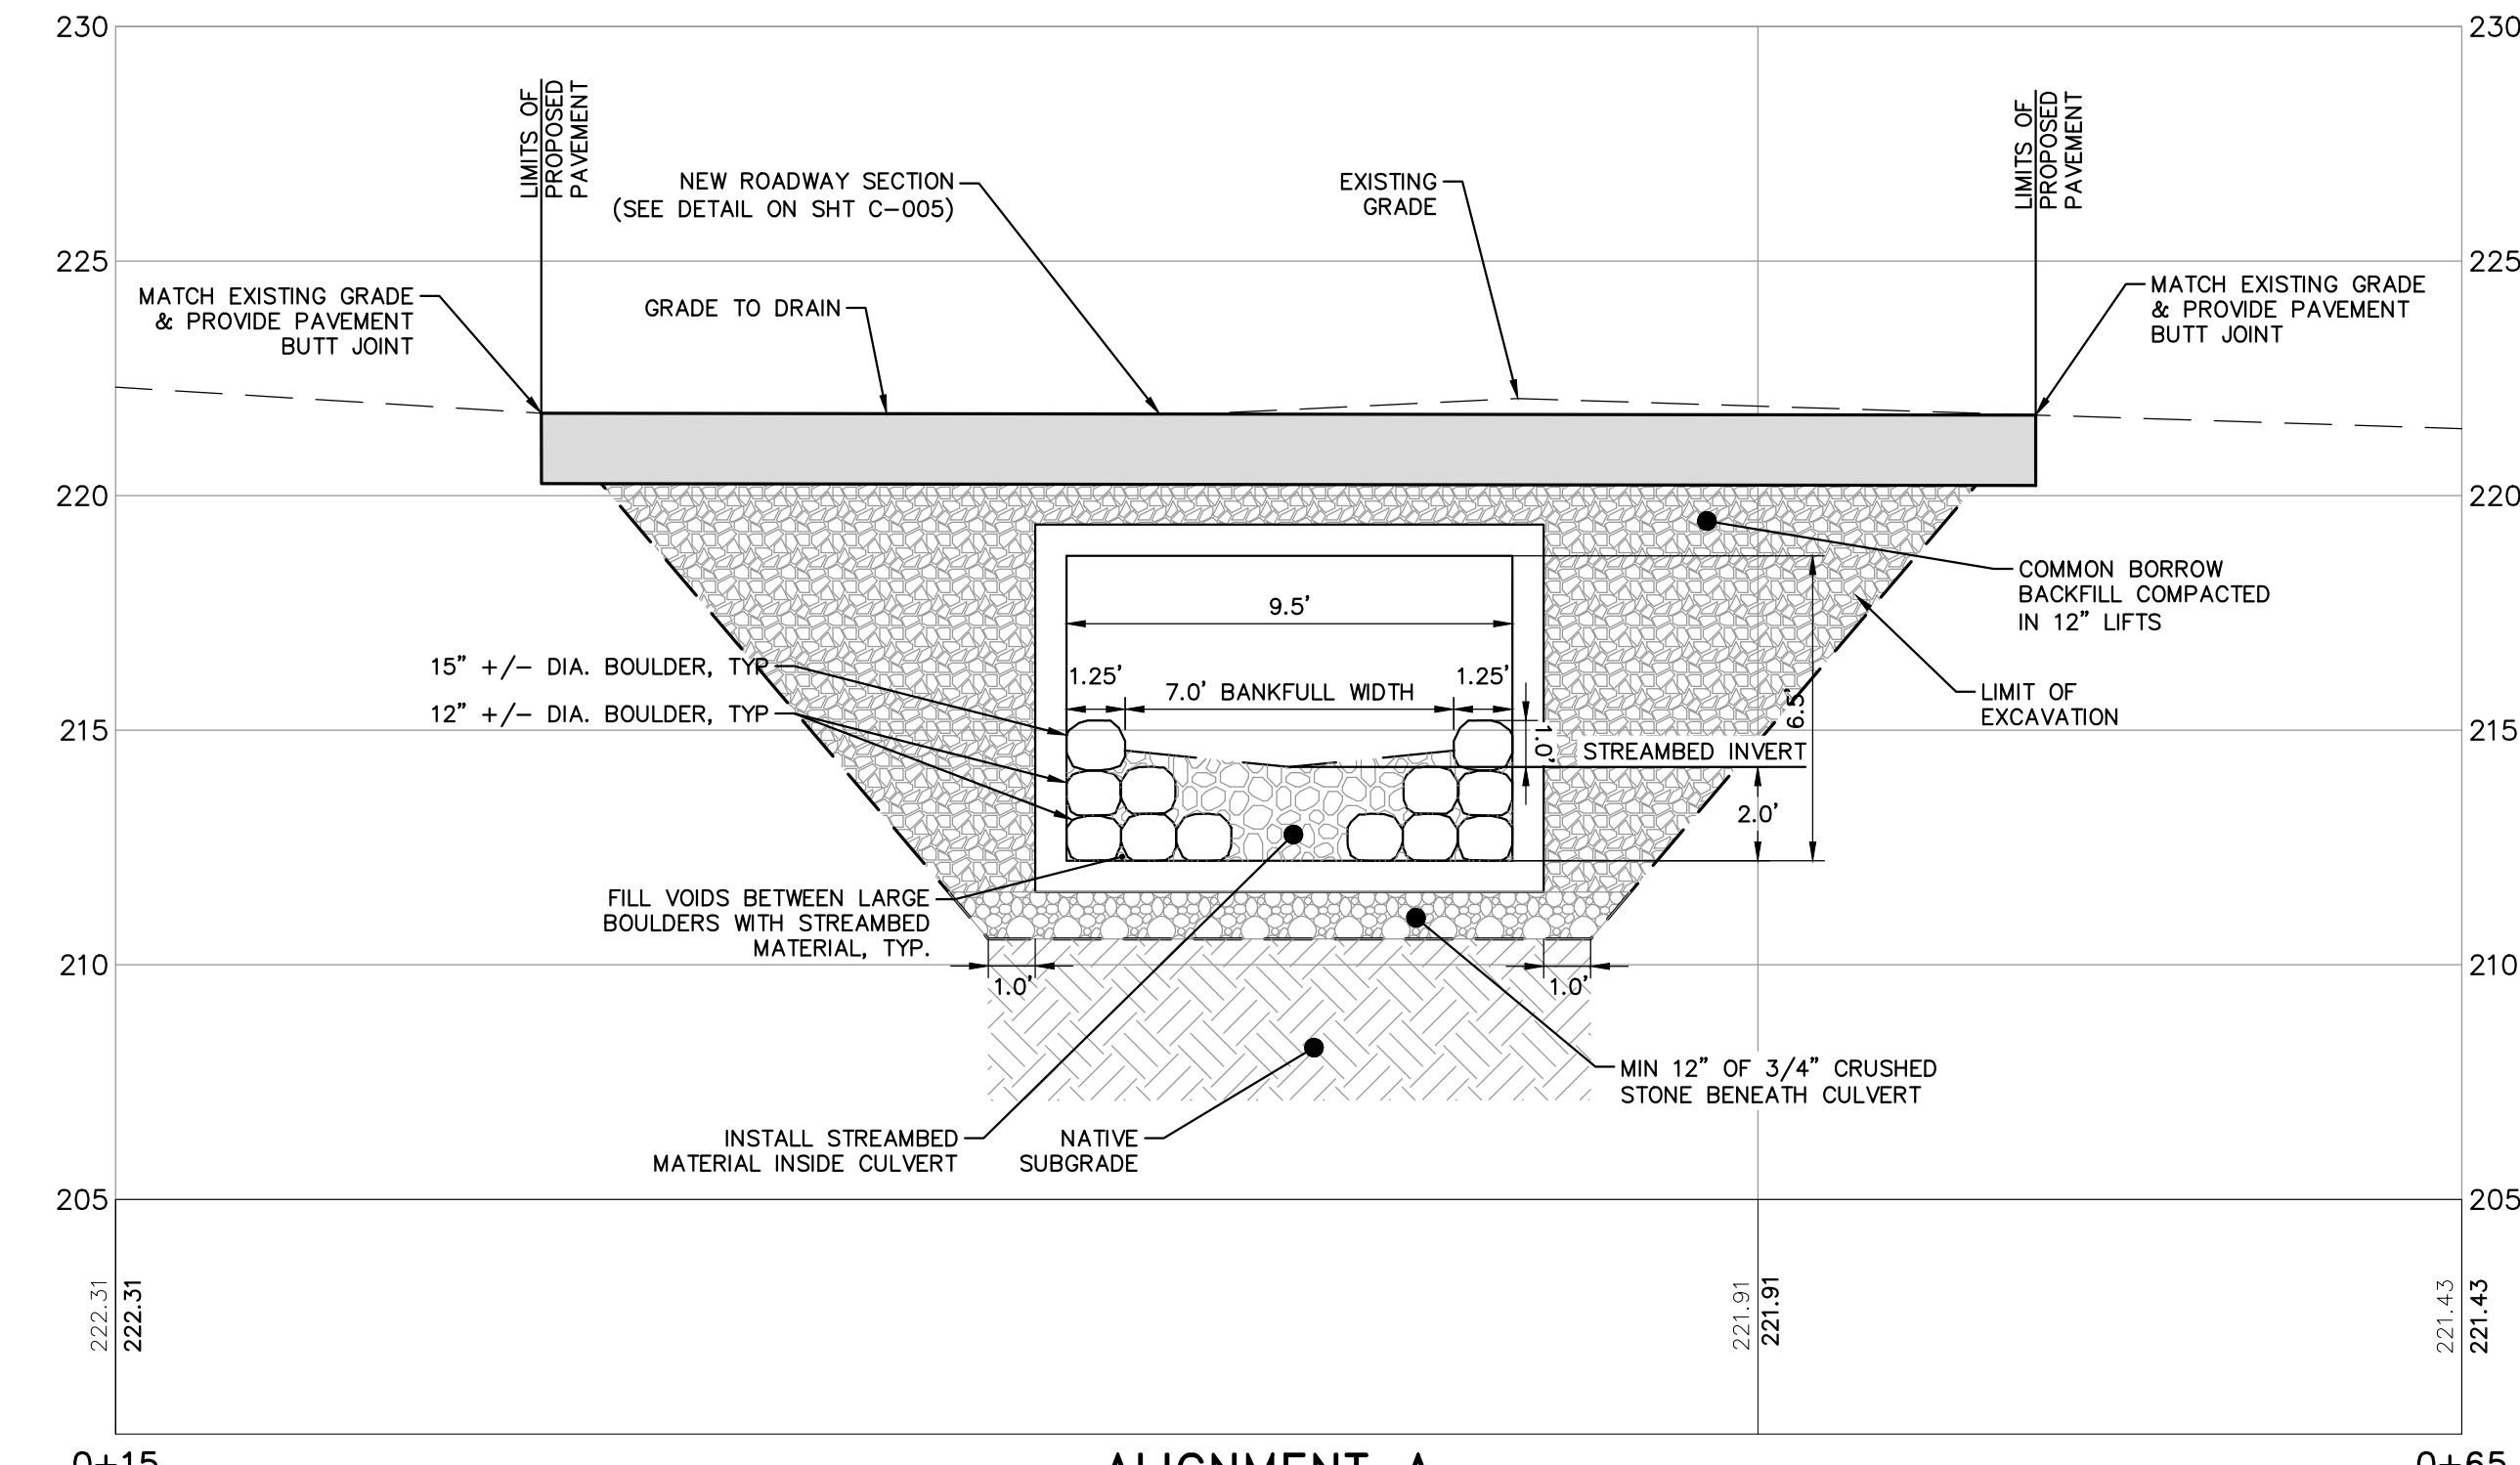 230
230
LIMITS OF
PROPOSED
PAVEMENT
LIMITS OF
PROPOSED
PAVEMENT
NEW ROADWAY SECTION
(SEE DETAIL ON SHT C-005)
EXISTING
GRADE
225
225
MATCH EXISTING GRADE
& PROVIDE PAVEMENT
BUTT JOINT
GRADE TO DRAIN
MATCH EXISTING GRADE
& PROVIDE PAVEMENT
BUTT JOINT
220
220
COMMON BORROW
BACKFILL COMPACTED
IN 12" LIFTS
9.5'
15" +/- DIA. BOULDER, TYP
12" +/- DIA. BOULDER, TYP
1.25'
7.0' BANKFULL WIDTH
1.25'
6.5'
LIMIT OF
EXCAVATION
215
215
1.0'
STREAMBED INVERT
2.0'
FILL VOIDS BETWEEN LARGE
BOULDERS WITH STREAMBED
MATERIAL, TYP.
210
210
1.0'
1.0'
MIN 12" OF 3/4" CRUSHED
STONE BENEATH CULVERT
INSTALL STREAMBED
MATERIAL INSIDE CULVERT
NATIVE
SUBGRADE
205
205
222.31
222.31
221.91
221.91
221.43
221.43
0+15
ALIGNMENT A
0+65